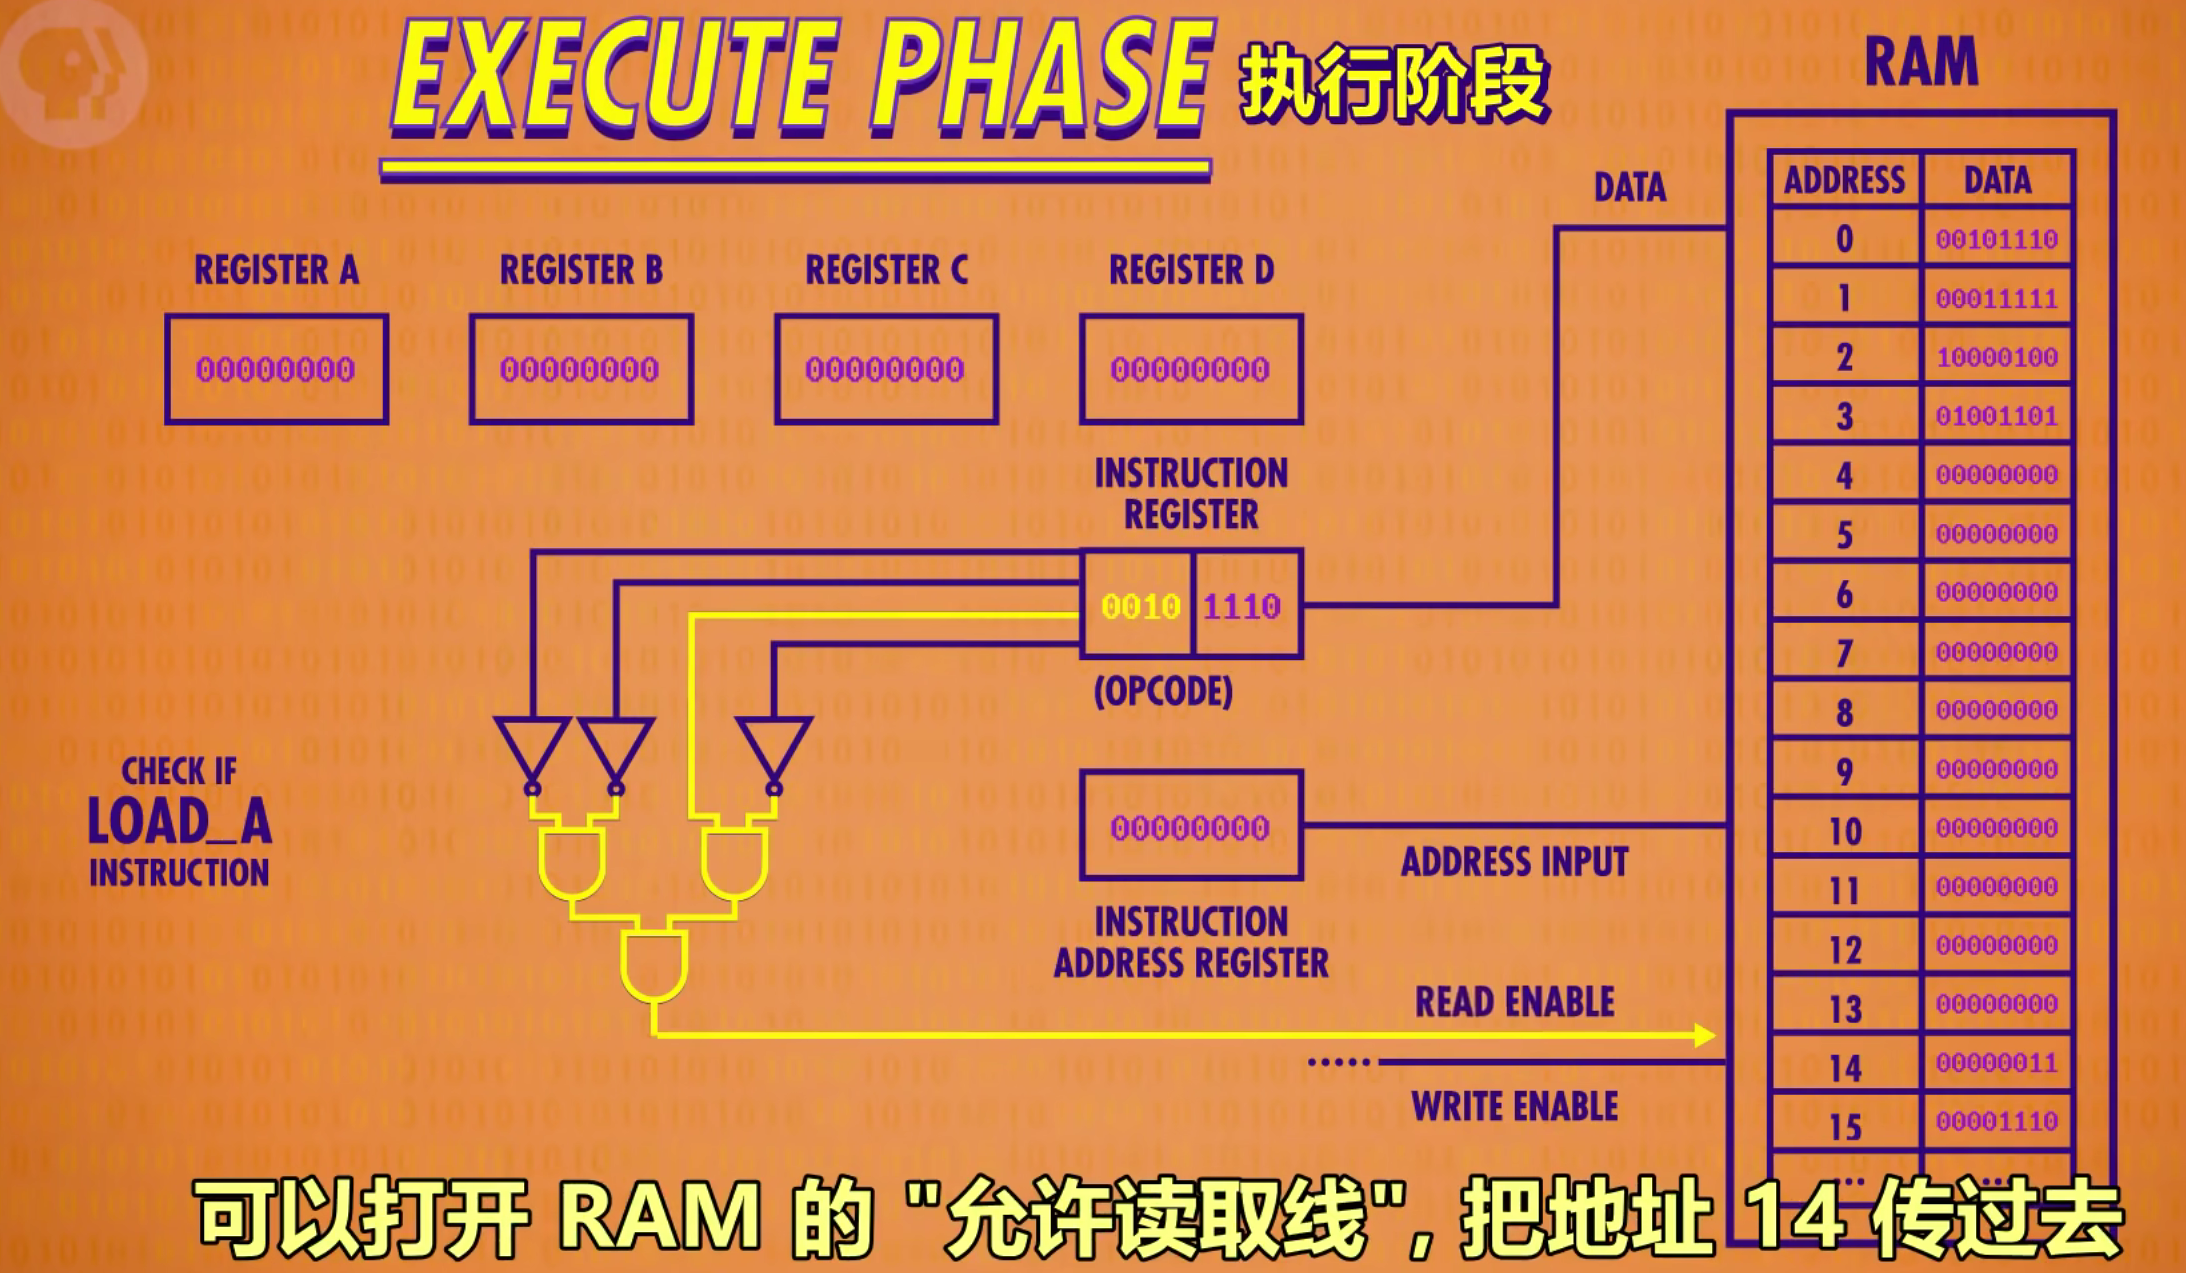 EXECUTE PHASE 执行阶段
RAM
DATA
ADDRESS DATA
0 00101110
1 00011111
2 10000100
3 01001101
4 00000000
5 00000000
6 00000000
7 00000000
8 00000000
9 00000000
10 00000000
11 00000000
12 00000000
13 00000000
14 00000011
15 00001110
... ...
REGISTER A REGISTER B REGISTER C REGISTER D
00000000 00000000 00000000 00000000
INSTRUCTION
REGISTER
0010 1110
(OPCODE)
CHECK IF
LOAD_A
INSTRUCTION
00000000
ADDRESS INPUT
INSTRUCTION
ADDRESS REGISTER
READ ENABLE
WRITE ENABLE
可以打开 RAM 的 "允许读取线", 把地址 14 传过去